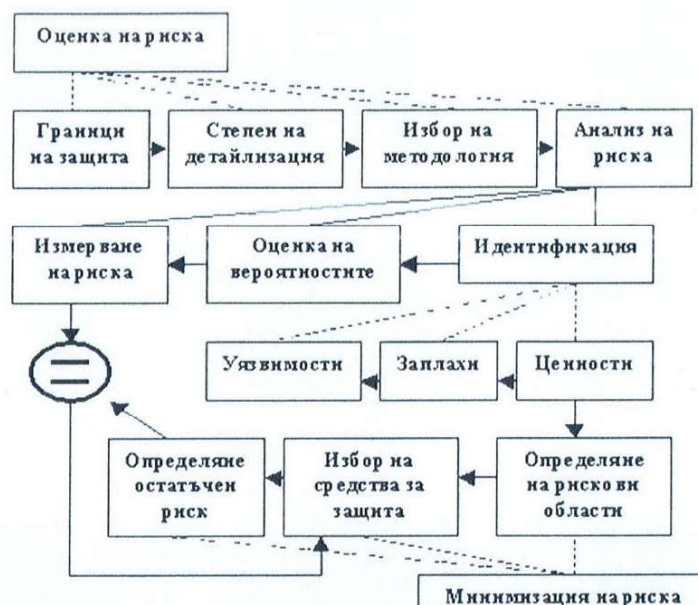 Оценка на риска
Граници
на защита
Степен на
детайлизация
Избор на
методология
Анализ на
риска
Измерване
на риска
Оценка на
вероятностите
Идентификация
Уязвимости
Заплахи
Ценности
Определяне
остатъчен
риск
Избор на
средства за
защита
Определяне
на рискови
области
Минимизация на риска